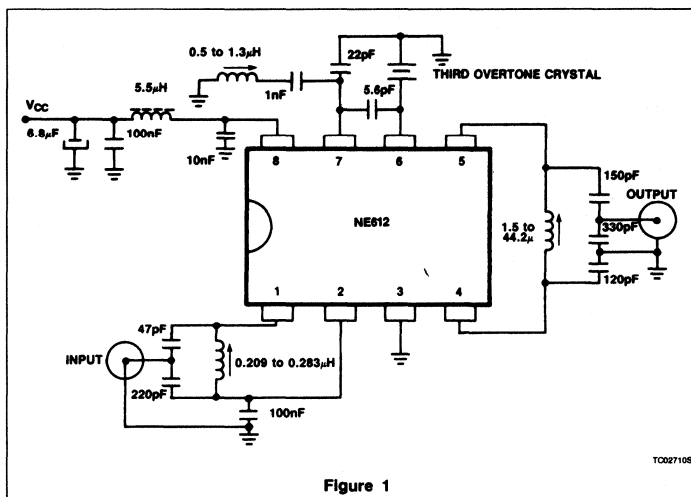 0.5 to 1.3μH
22pF
THIRD OVERTONE CRYSTAL
5.5μH
1nF
5.6pF
VCC
6.8μF
100nF
10nF
8
7
6
5
150pF
OUTPUT
NE612
1.5 to
44.2μ
330pF
120pF
1
2
3
4
47pF
INPUT
0.209 to 0.283μH
220pF
100nF
TC02710S
Figure 1